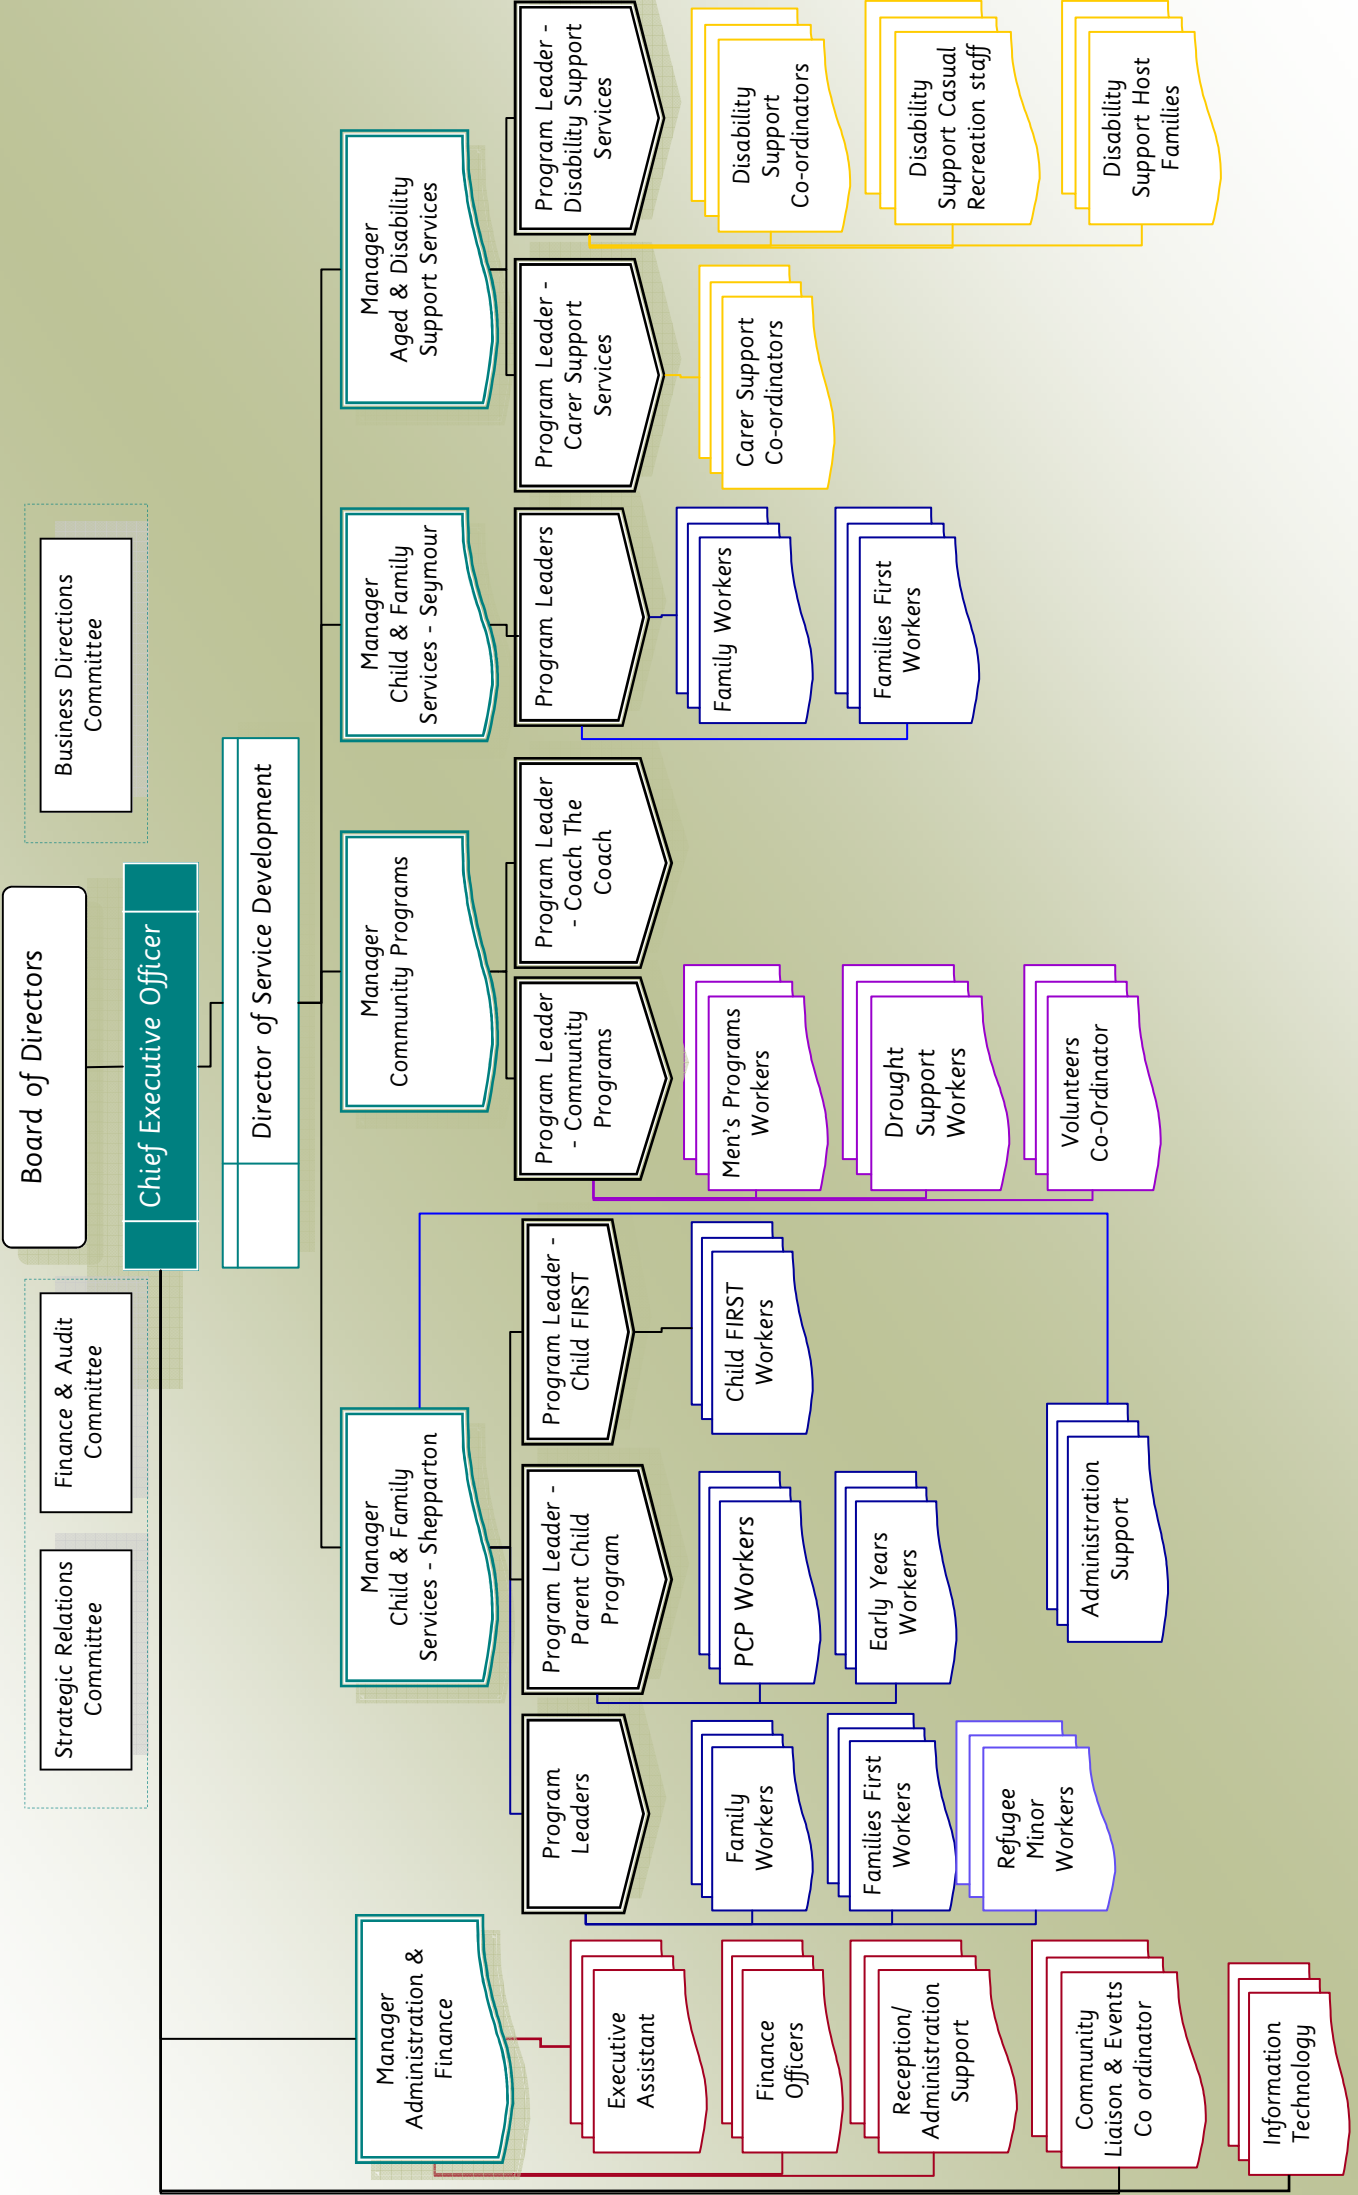 Board of Directors
Strategic Relations
Committee
Finance & Audit
Committee
Business Directions
Committee
Chief Executive Officer
Director of Service Development
Manager
Administration &
Finance
Manager
Child & Family
Services - Shepparton
Manager
Community Programs
Manager
Child & Family
Services - Seymour
Manager
Aged & Disability
Support Services
Program
Leaders
Program Leader -
Parent Child
Program
Program Leader -
Child FIRST
Program Leader
- Community
Programs
Program Leader
- Coach The
Coach
Program Leaders
Program Leader -
Carer Support
Services
Program Leader -
Disability Support
Services
Executive
Assistant
Finance
Officers
Reception/
Administration
Support
Community
Liaison & Events
Co ordinator
Information
Technology
Family
Workers
Families First
Workers
Refugee
Minor
Workers
PCP Workers
Early Years
Workers
Administration
Support
Child FIRST
Workers
Men's Programs
Workers
Drought
Support
Workers
Volunteers
Co-Ordinator
Family Workers
Families First
Workers
Carer Support
Co-ordinators
Disability
Support
Co-ordinators
Disability
Support Casual
Recreation staff
Disability
Support Host
Families